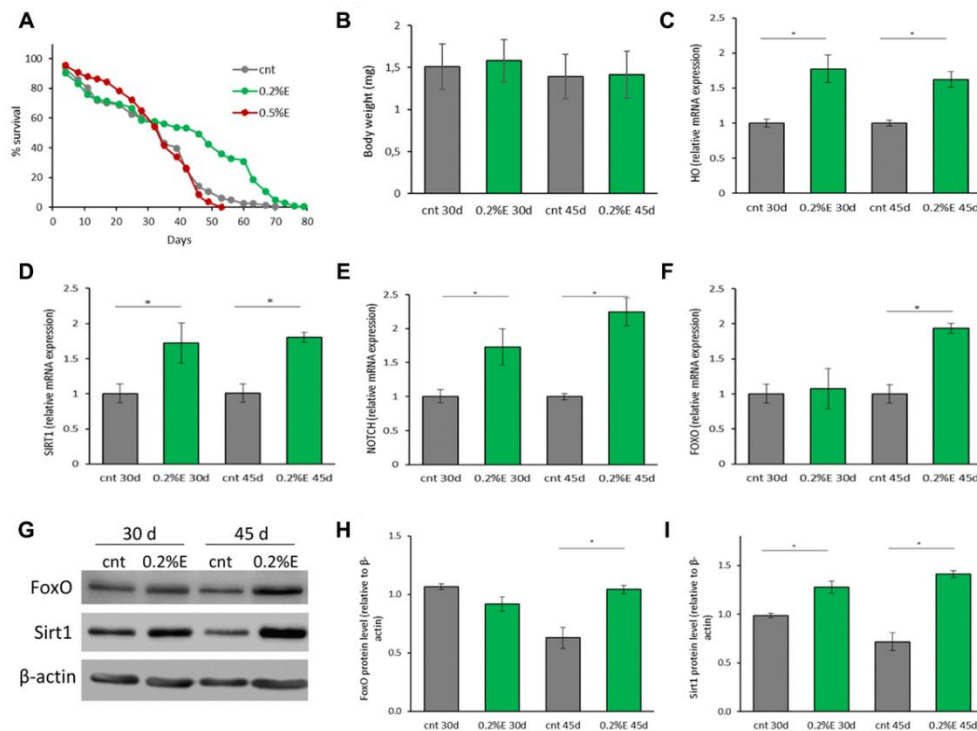 A
% survival
100
80
60
40
20
0
cnt
0.2%E
0.5%E
0 10 20 30 40 50 60 70 80
Days
B
Body weight (mg)
2
1.5
1
1,5
0
cnt 30d 0.2%E 30d cnt 45d 0.2%E 45d
C
HO (relative mRNA expression)
2.5
2
1.5
1
0.5
0
* *
cnt 30d 0.2%E 30d cnt 45d 0.2%E 45d
D
SIRT1 (relative mRNA expression)
2.5
2
1.5
1
0.5
0
* *
cnt 30d 0.2%E 30d cnt 45d 0.2%E 45d
E
NOTCH (relative mRNA expression)
2.5
2
1.5
1
0.5
0
* *
cnt 30d 0.2%E 30d cnt 45d 0.2%E 45d
F
FOXO (relative mRNA expression)
2.5
2
1.5
1
0.5
0
*
cnt 30d 0.2%E 30d cnt 45d 0.2%E 45d
G
30 d 45 d
cnt 0.2%E cnt 0.2%E
FoxO
Sirt1
β-actin
H
FoxO protein level (relative to β-
actin)
1.5
1.0
0.5
0.0
*
cnt 30d 0.2%E 30d cnt 45d 0.2%E 45d
I
Sirt1 protein level (relative to β-
actin)
1.5
1.0
0.5
0.0
* *
cnt 30d 0.2%E 30d cnt 45d 0.2%E 45d